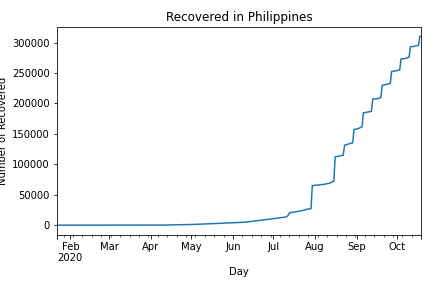 Recovered in Philippines
Number of Recovered
300000
250000
200000
150000
100000
50000
0
Feb Mar Apr May Jun Jul Aug Sep Oct
2020
Day